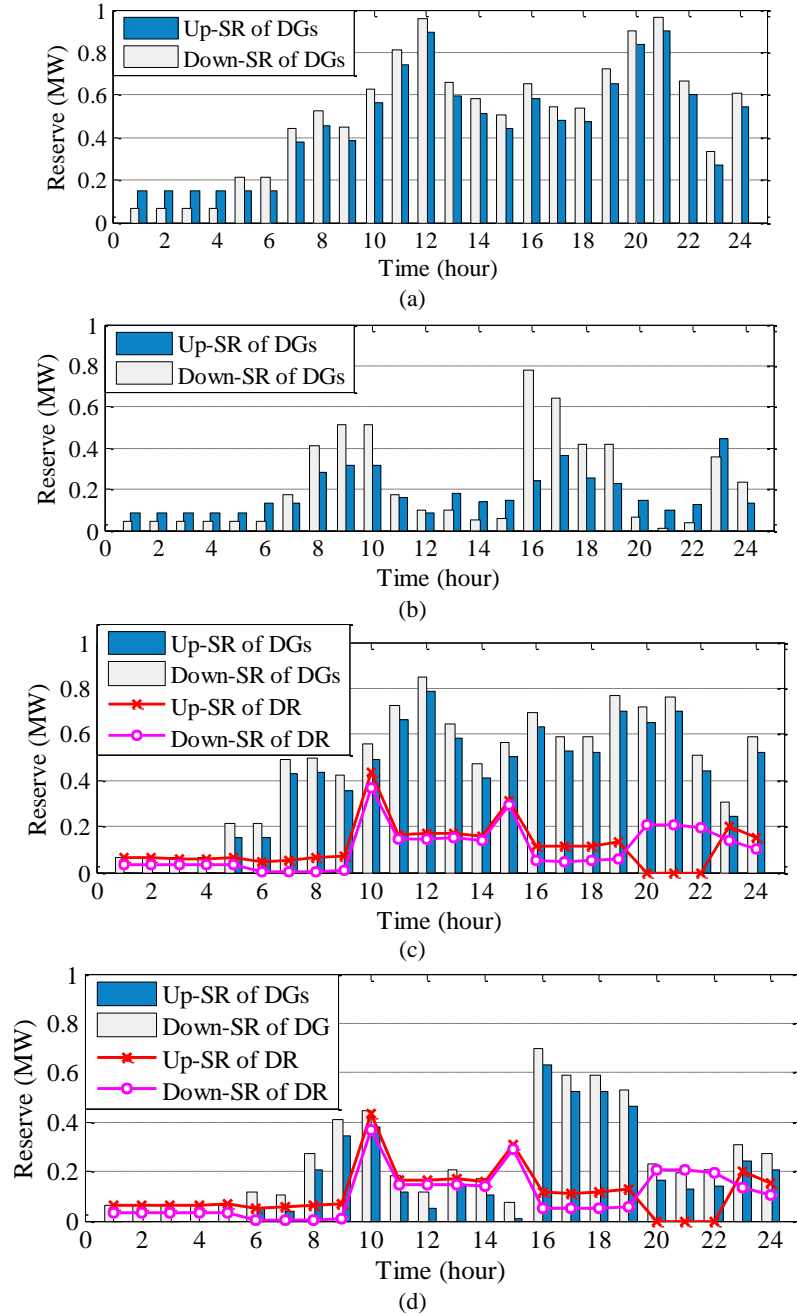 1
0.8
0.6
0.4
0.2
0
Reserve (MW)
Up-SR of DGs
Down-SR of DGs
0 2 4 6 8 10 12 14 16 18 20 22 24
Time (hour)
(a)
1
0.8
0.6
0.4
0.2
0
Reserve (MW)
Up-SR of DGs
Down-SR of DGs
0 2 4 6 8 10 12 14 16 18 20 22 24
Time (hour)
(b)
1
0.8
0.6
0.4
0.2
0
Reserve (MW)
Up-SR of DGs
Down-SR of DGs
Up-SR of DR
Down-SR of DR
0 2 4 6 8 10 12 14 16 18 20 22 24
Time (hour)
(c)
1
0.8
0.6
0.4
0.2
0
Reserve (MW)
Up-SR of DGs
Down-SR of DG
Up-SR of DR
Down-SR of DR
0 2 4 6 8 10 12 14 16 18 20 22 24
Time (hour)
(d)